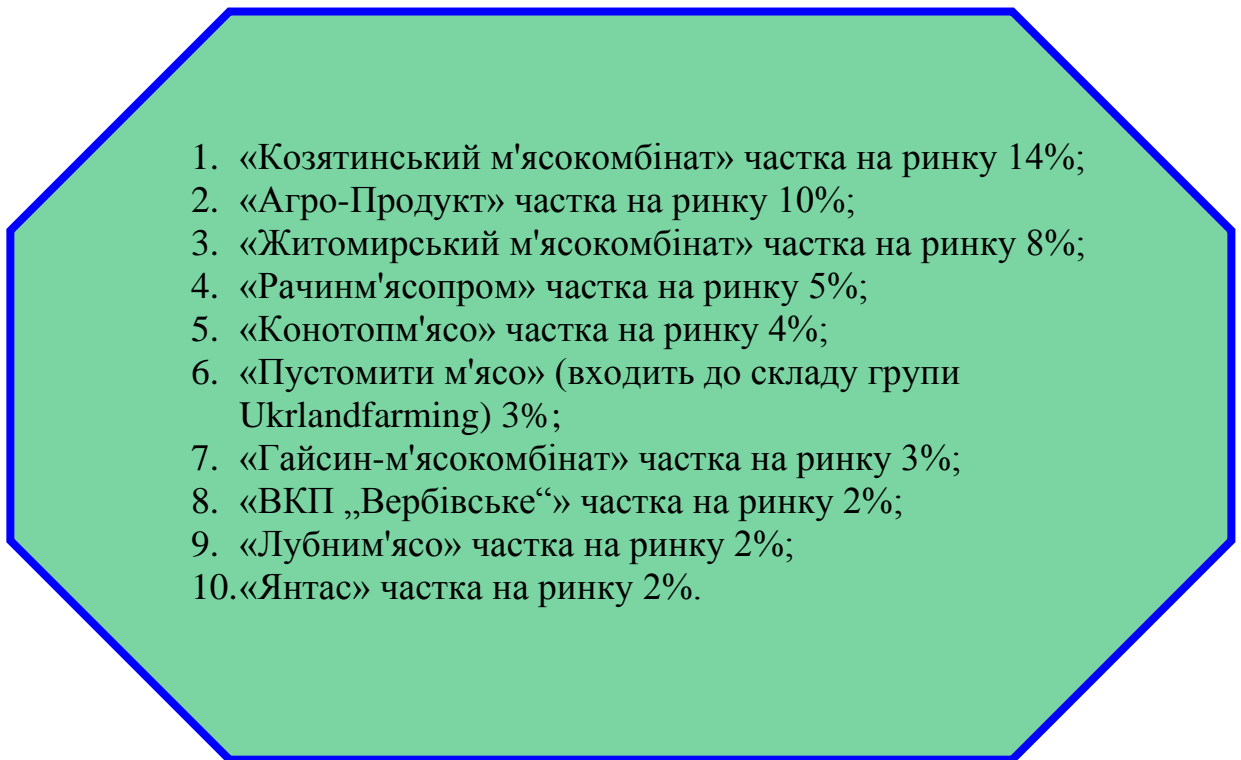 1. «Козятинський м'ясокомбінат» частка на ринку 14%;
2. «Агро-Продукт» частка на ринку 10%;
3. «Житомирський м'ясокомбінат» частка на ринку 8%;
4. «Рачинм'ясопром» частка на ринку 5%;
5. «Конотопм'ясо» частка на ринку 4%;
6. «Пустомити м'ясо» (входить до складу групи
Ukrlandfarming) 3%;
7. «Гайсин-м'ясокомбінат» частка на ринку 3%;
8. «ВКП „Вербівське“» частка на ринку 2%;
9. «Лубним'ясо» частка на ринку 2%;
10.«Янтас» частка на ринку 2%.